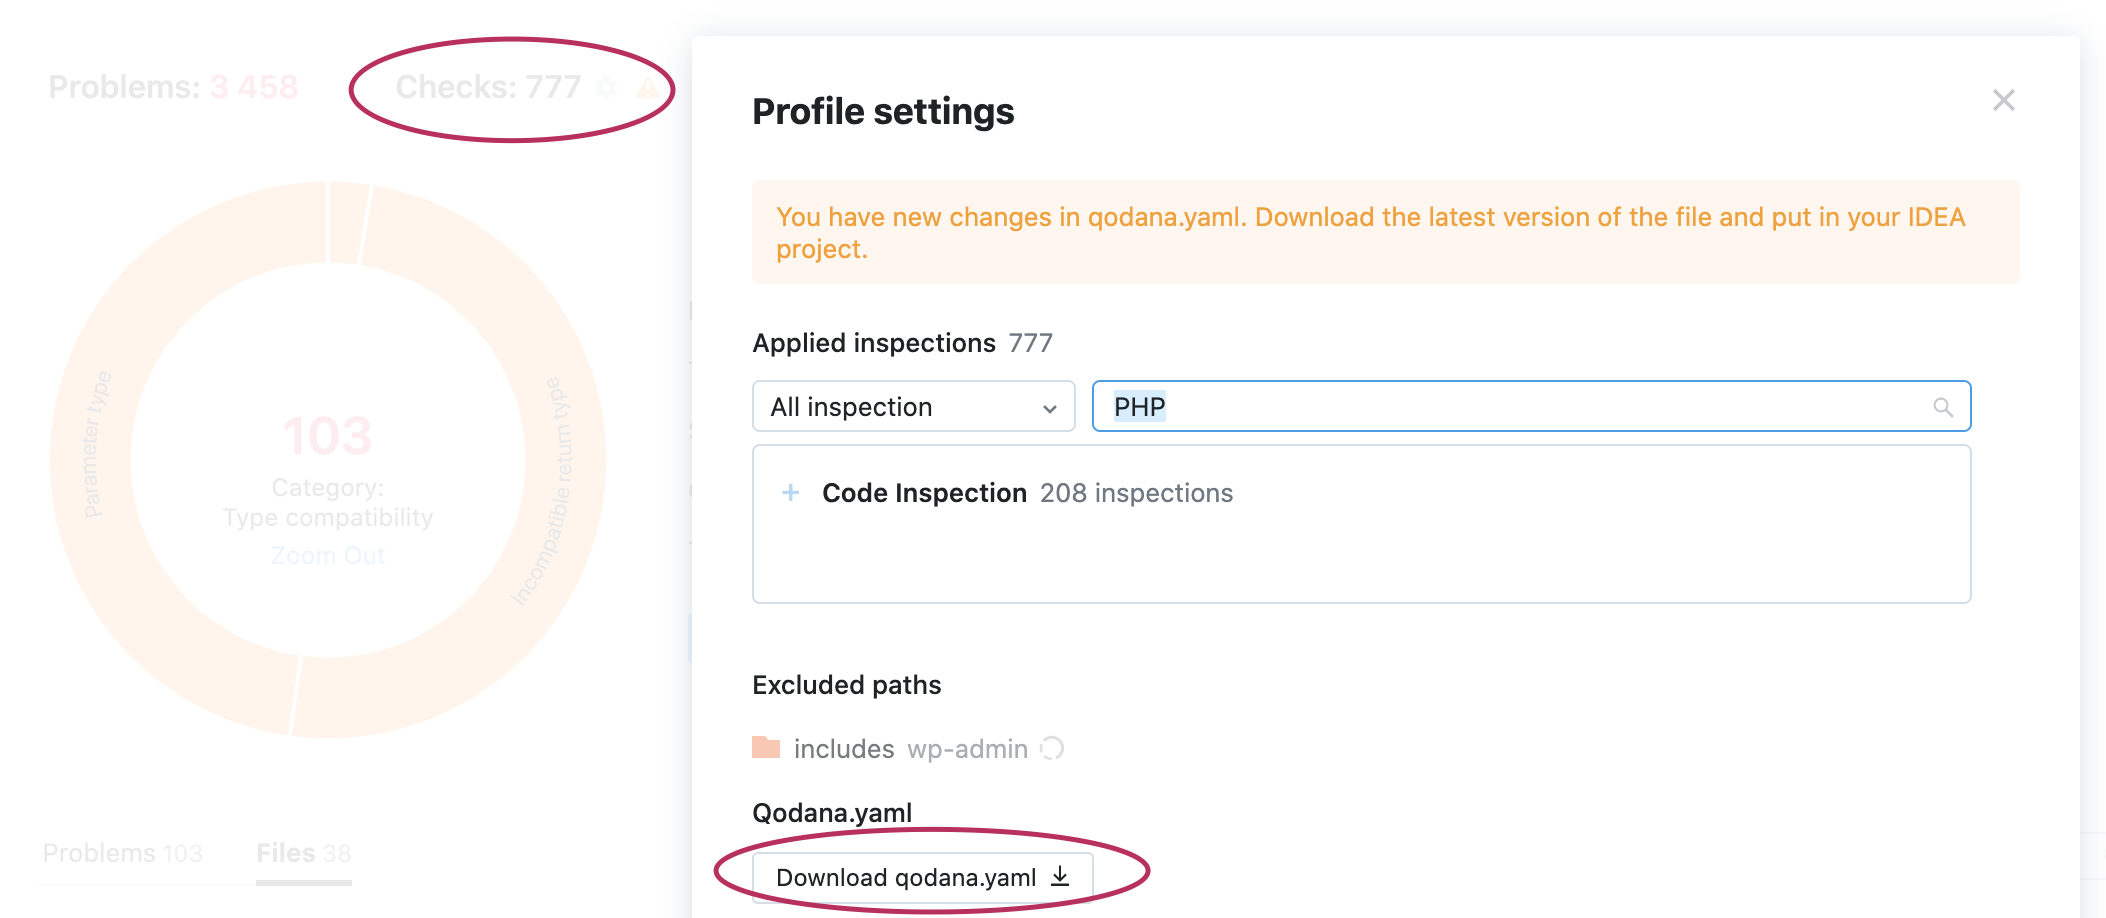 Problems: 3 458
Checks: 777
Parameter type
103
Category:
Type compatibility
Zoom Out
Incompatible return type
Problems 103
Files 38
Profile settings
You have new changes in qodana.yaml. Download the latest version of the file and put in your IDEA
project.
Applied inspections 777
All inspection
PHP
+ Code Inspection 208 inspections
Excluded paths
includes wp-admin
Qodana.yaml
Download qodana.yaml